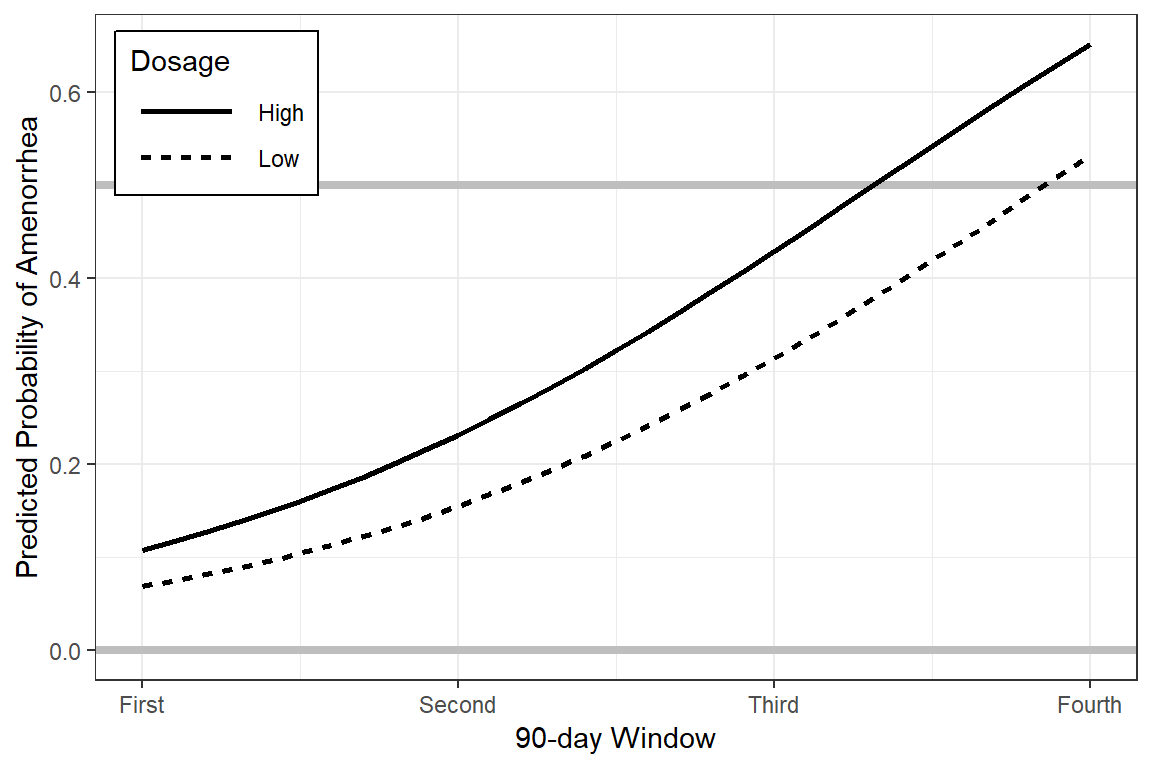 Dosage
High
Low
0.6
0.4
0.2
0.0
Predicted Probability of Amenorrhea
First
Second
Third
Fourth
90-day Window